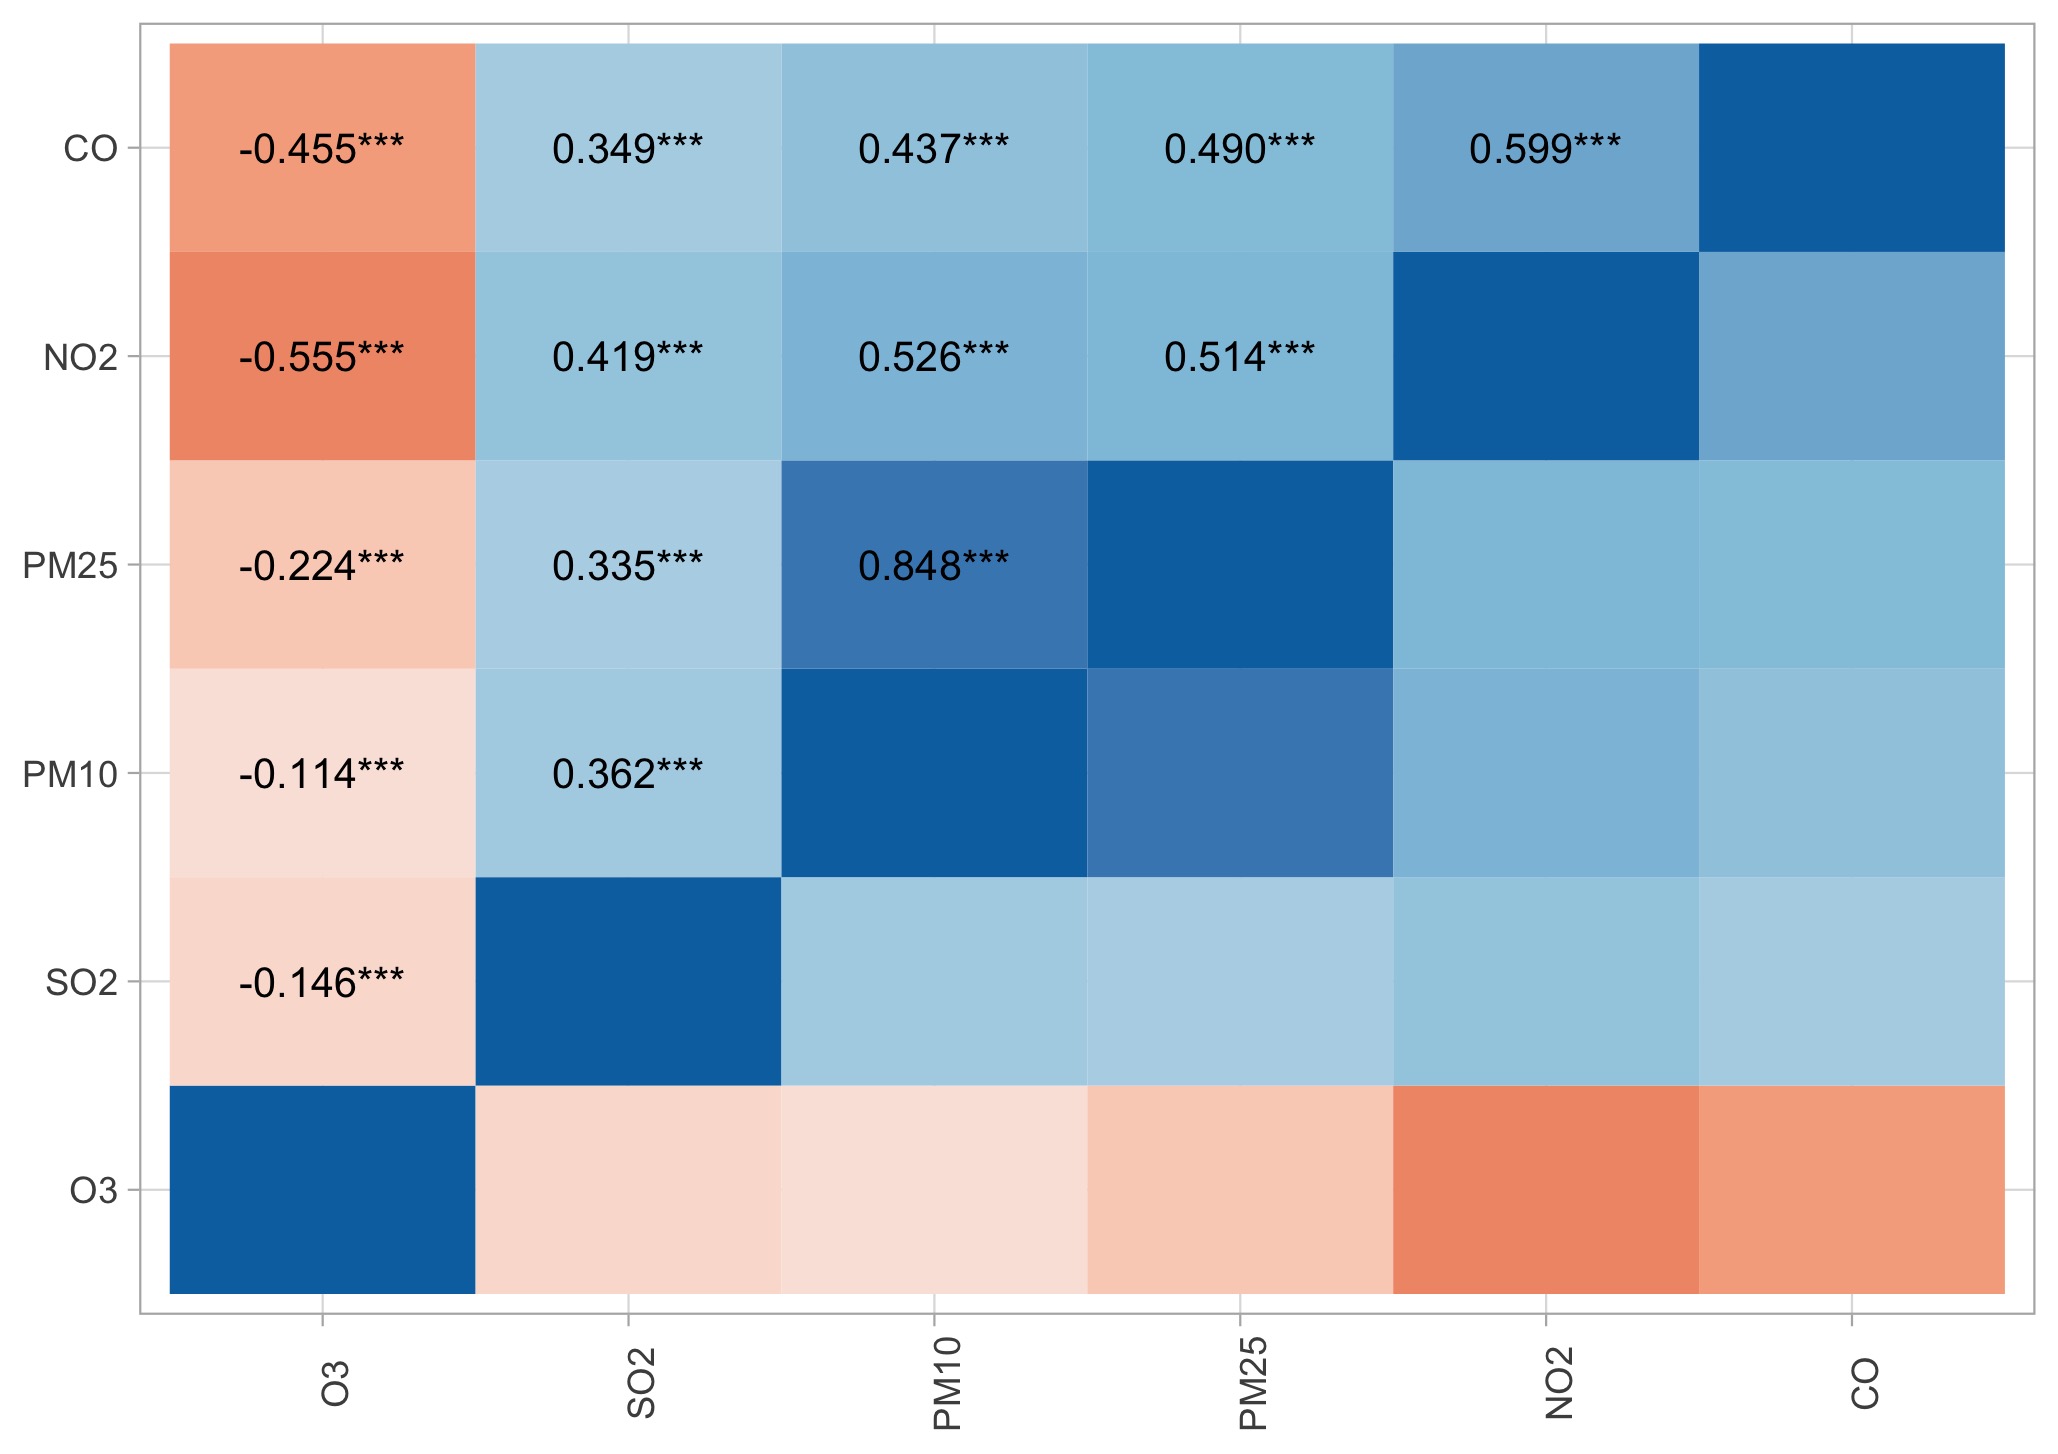 CO -0.455*** 0.349*** 0.437*** 0.490*** 0.599***
NO2 -0.555*** 0.419*** 0.526*** 0.514***
PM25 -0.224*** 0.335*** 0.848***
PM10 -0.114*** 0.362***
SO2 -0.146***
O3
O3 SO2 PM10 PM25 NO2 CO